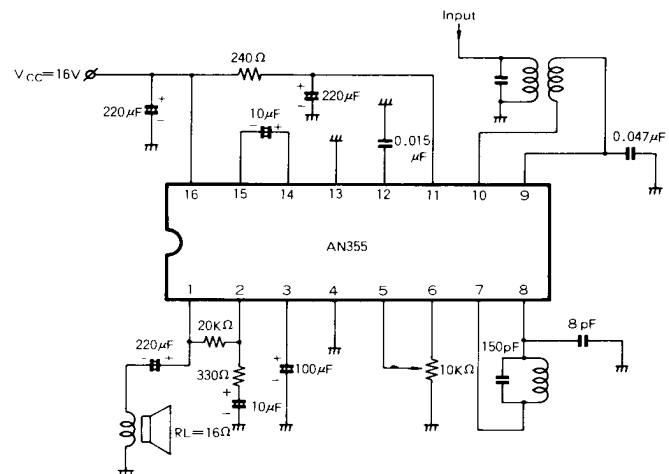 Input
240Ω
VCC=16V
220μF
+
-
220μF
+
-
10μF
- +
0.015
μF
0.047μF
16 15 14 13 12 11 10 9
AN355
1 2 3 4 5 6 7 8
20KΩ
220μF
- +
330Ω
+
-
10μF
+
-
100μF
10KΩ
150pF
8pF
RL=16Ω